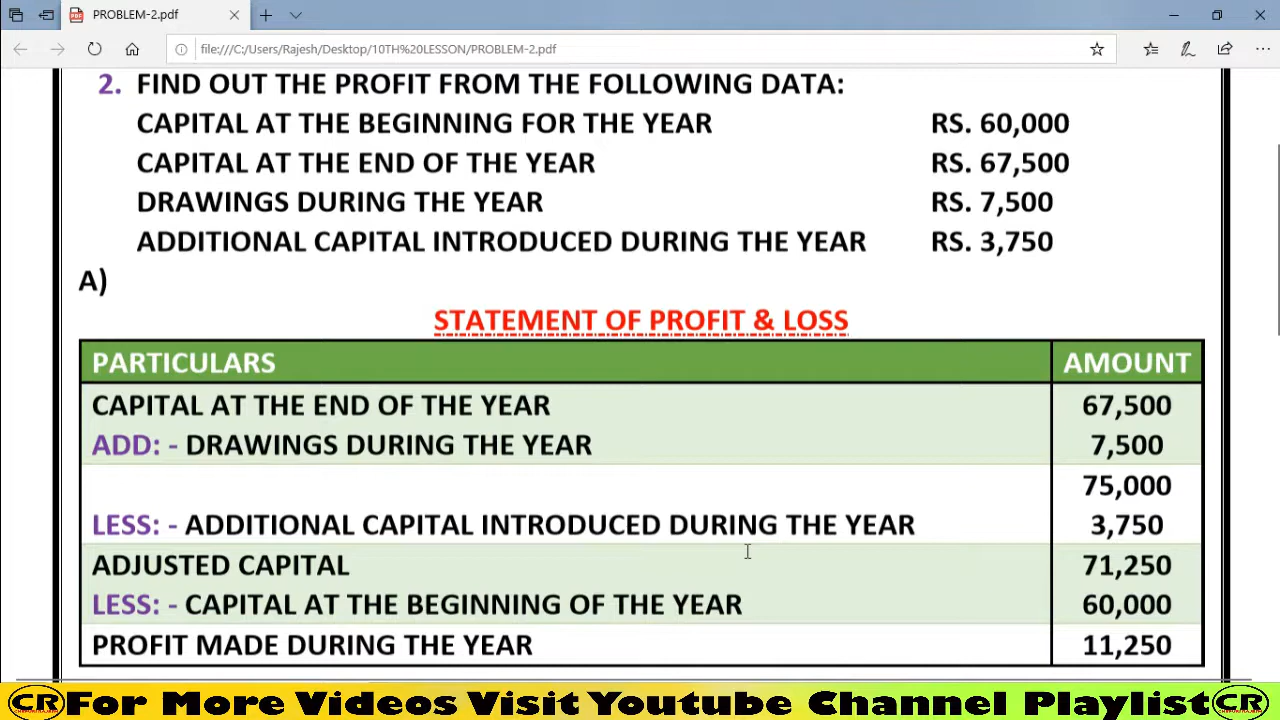 PROBLEM-2.pdf
file:///C:/Users/Rajesh/Desktop/10TH%20LESSON/PROBLEM-2.pdf
2. FIND OUT THE PROFIT FROM THE FOLLOWING DATA:
CAPITAL AT THE BEGINNING FOR THE YEAR RS. 60,000
CAPITAL AT THE END OF THE YEAR RS. 67,500
DRAWINGS DURING THE YEAR RS. 7,500
ADDITIONAL CAPITAL INTRODUCED DURING THE YEAR RS. 3,750
A)
STATEMENT OF PROFIT & LOSS
PARTICULARS AMOUNT
CAPITAL AT THE END OF THE YEAR 67,500
ADD: - DRAWINGS DURING THE YEAR 7,500
75,000
LESS: - ADDITIONAL CAPITAL INTRODUCED DURING THE YEAR 3,750
ADJUSTED CAPITAL 71,250
LESS: - CAPITAL AT THE BEGINNING OF THE YEAR 60,000
PROFIT MADE DURING THE YEAR 11,250
CR For More Videos Visit Youtube Channel Playlist CR